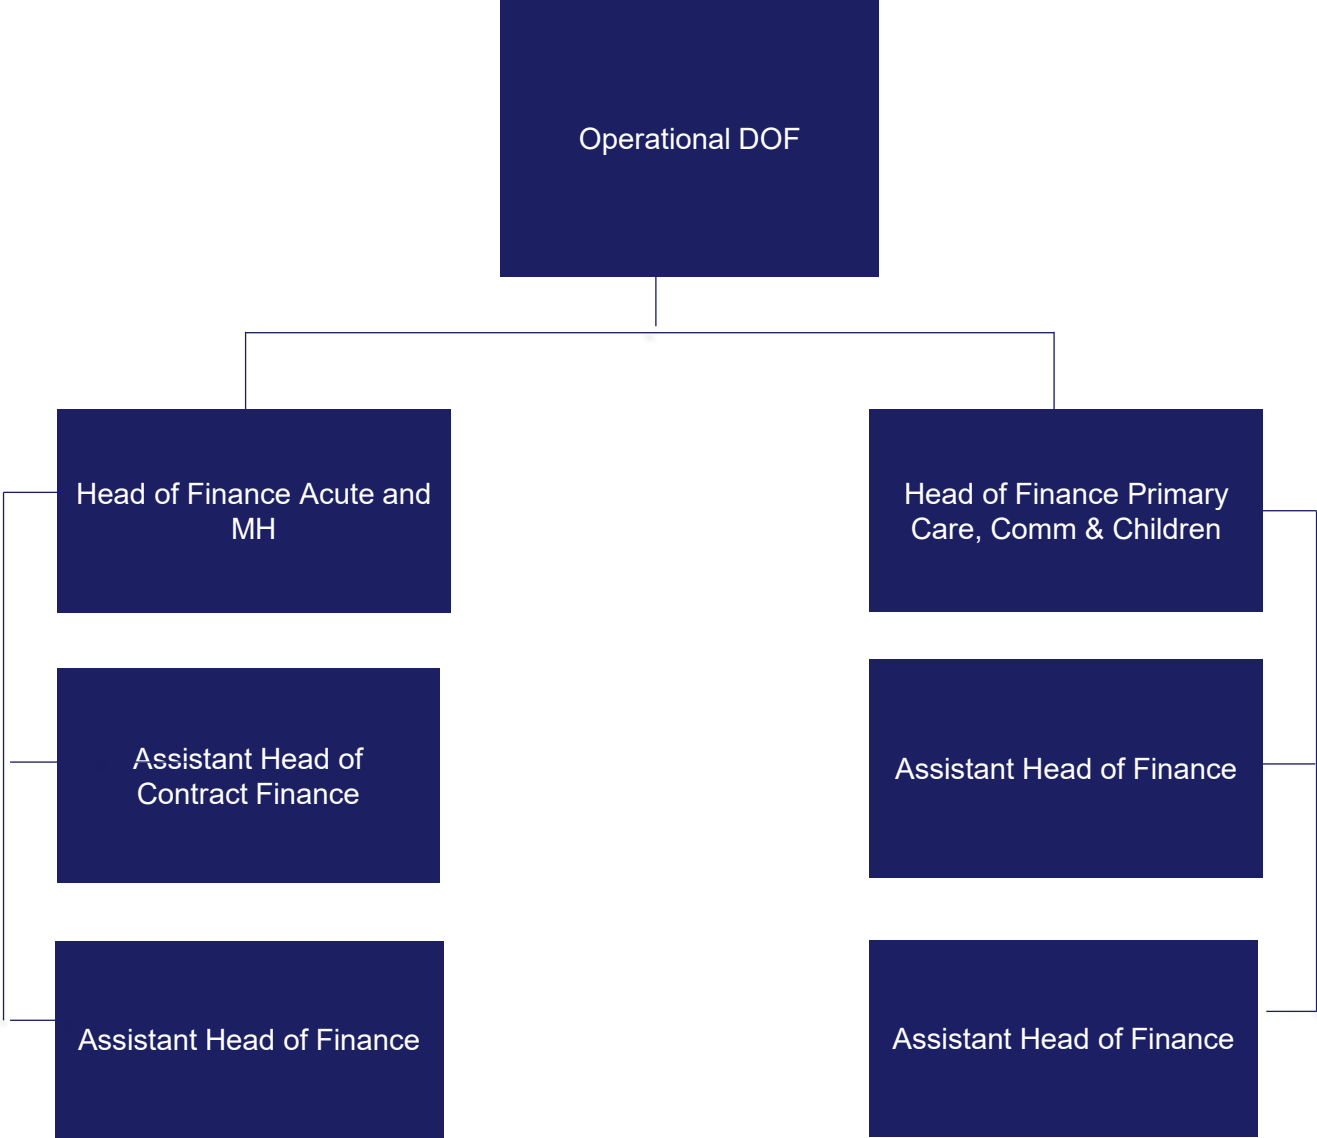 Operational DOF
Head of Finance Acute and
MH
Head of Finance Primary
Care, Comm & Children
Assistant Head of
Contract Finance
Assistant Head of Finance
Assistant Head of Finance
Assistant Head of Finance